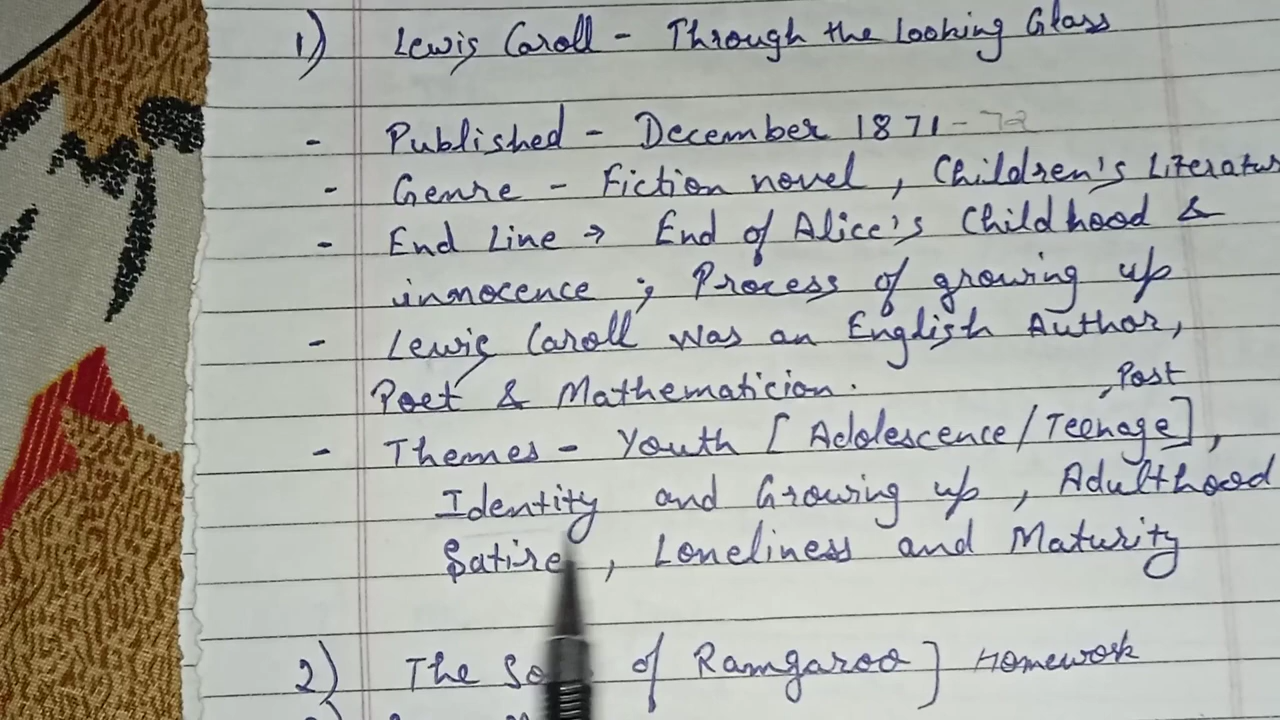 1) Lewis Caroll - Through the Looking Glass
- Published - December 1871-72
- Genre - Fiction novel, Children's Literatur
- End Line → End of Alice's Childhood &
innocence ; Process of growing up
- Lewis Caroll was an English Author,
Poet & Mathematician.
, Post
- Themes - Youth [Adolescence/Teenage],
Identity and Growing up, Adulthood
Satire, Loneliness and Maturity
2) The of Ramgaroo ] Homework